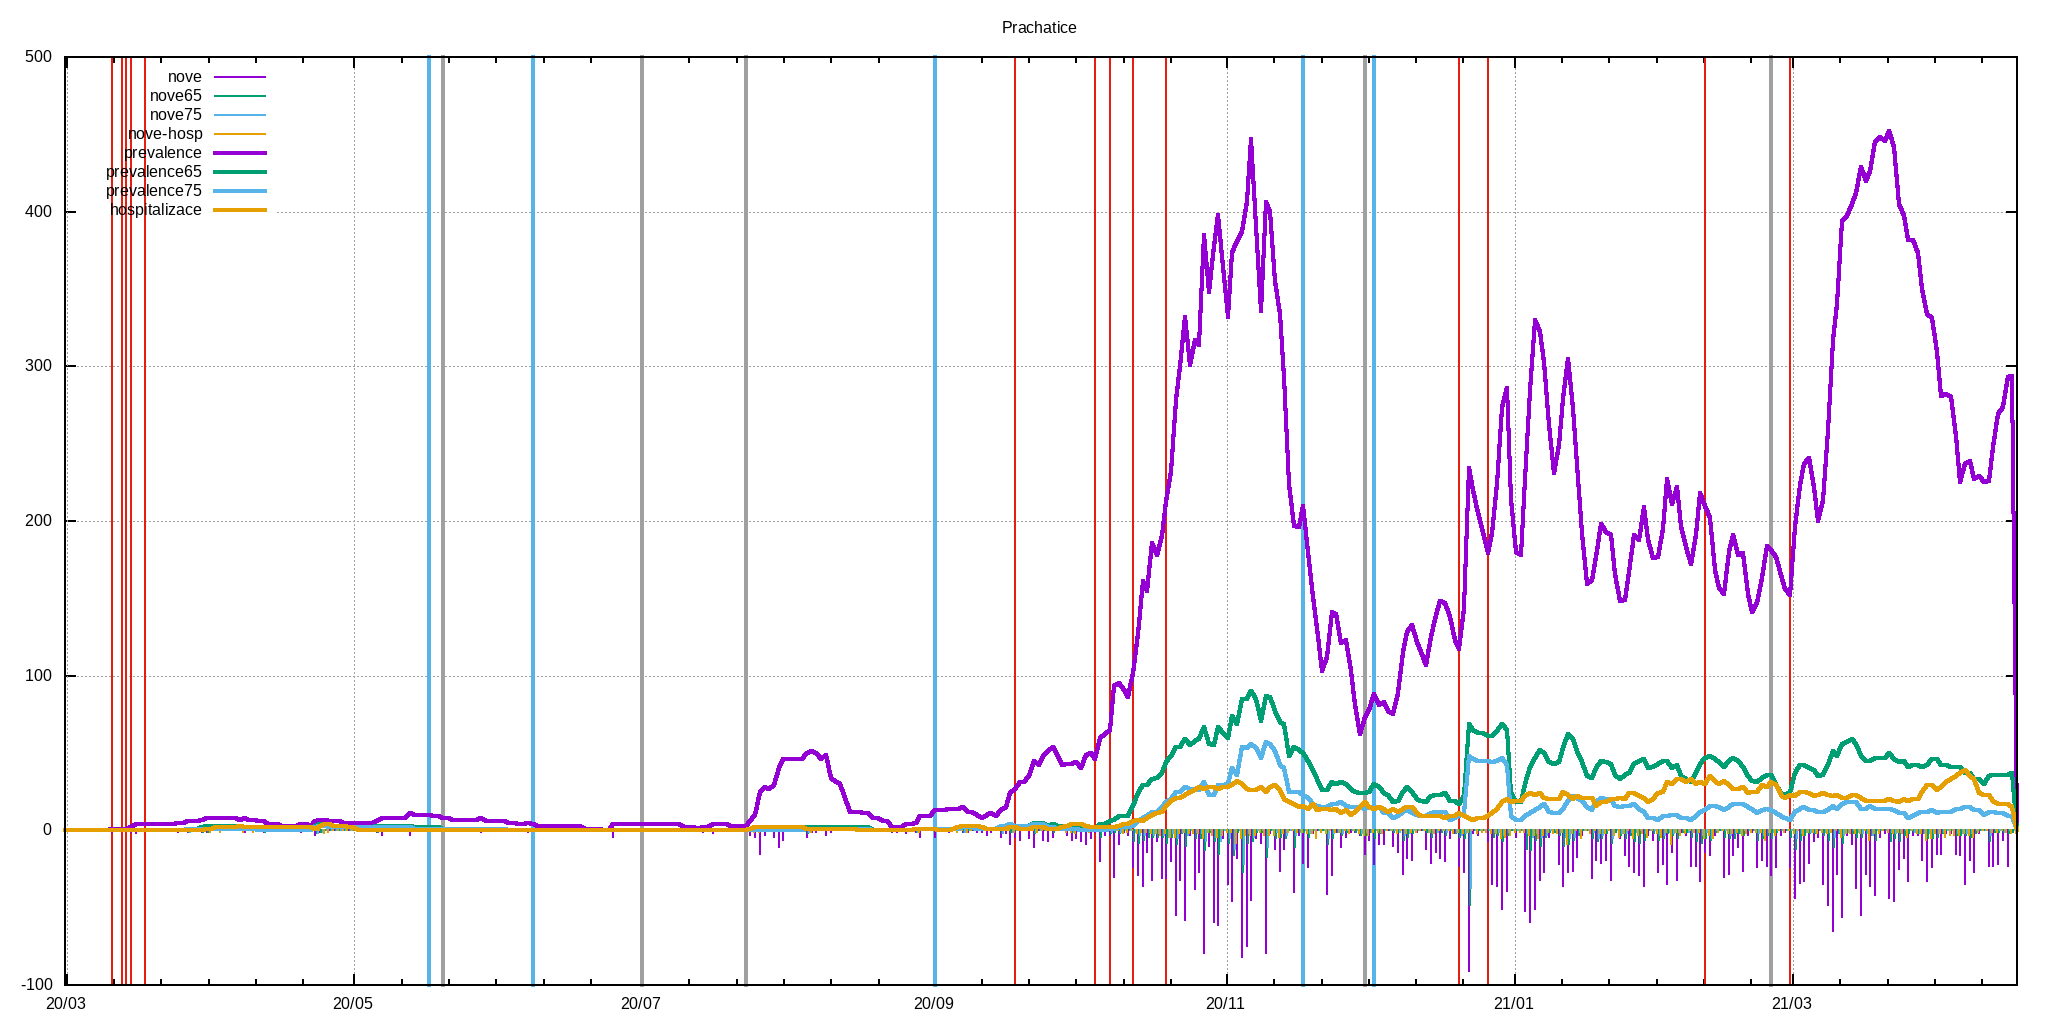 Prachatice
500
nove
nove65
nove75
nove-hosp
prevalence
prevalence65
prevalence75
hospitalizace
400
300
200
100
0
-100
20/03 20/05 20/07 20/09 20/11 21/01 21/03